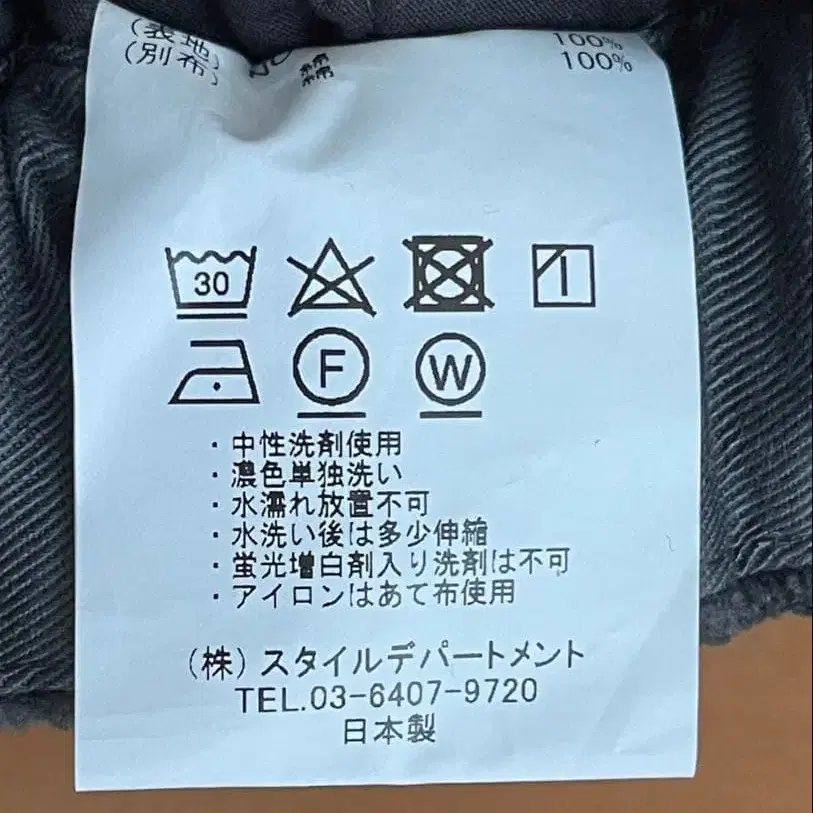 (表地) 綿 100%
(別布) 綿 100%
30
F W
・中性洗剤使用
・濃色単独洗い
・水濡れ放置不可
・水洗い後は多少伸縮
・蛍光増白剤入り洗剤は不可
・アイロンはあて布使用
(株)スタイルデパートメント
TEL.03-6407-9720
日本製